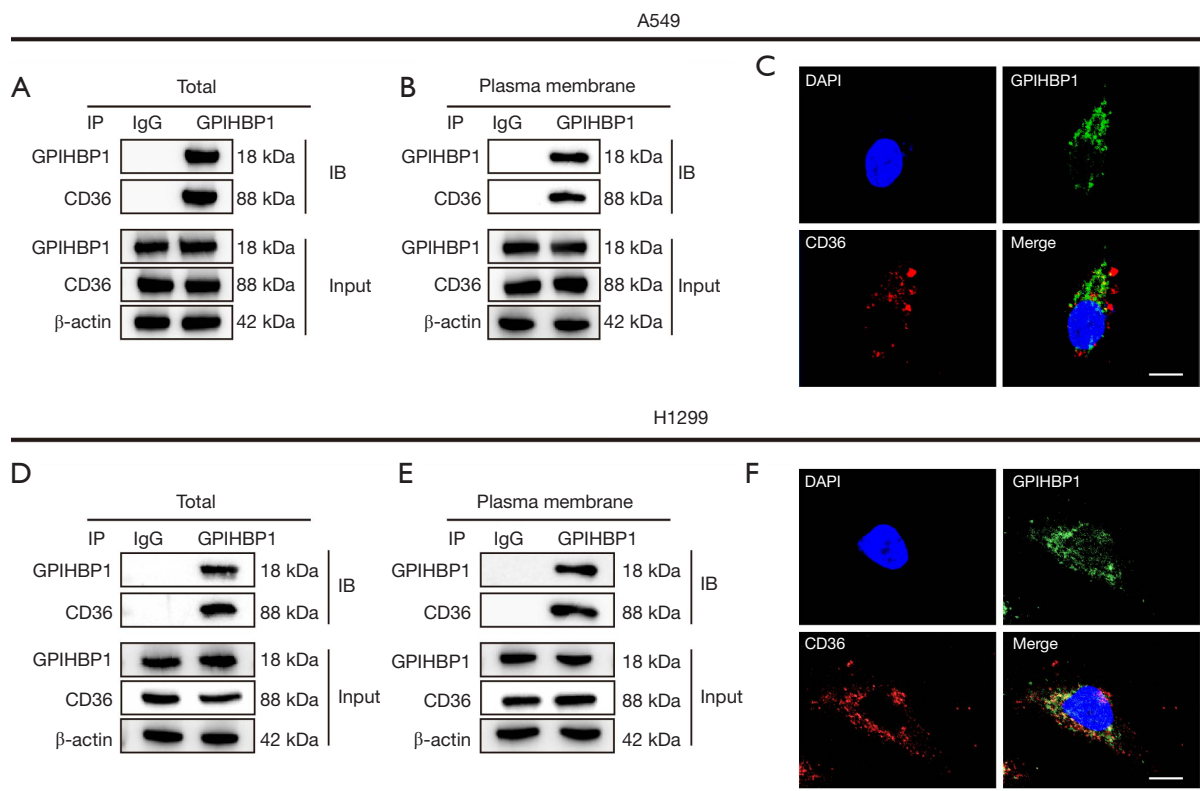 A549
A
Total
IP IgG GPIHBP1
GPIHBP1 18 kDa
CD36 88 kDa
IB
GPIHBP1 18 kDa
CD36 88 kDa
β-actin 42 kDa
Input
B
Plasma membrane
IP IgG GPIHBP1
GPIHBP1 18 kDa
CD36 88 kDa
IB
GPIHBP1 18 kDa
CD36 88 kDa
β-actin 42 kDa
Input
C
DAPI GPIHBP1
CD36 Merge
H1299
D
Total
IP IgG GPIHBP1
GPIHBP1 18 kDa
CD36 88 kDa
IB
GPIHBP1 18 kDa
CD36 88 kDa
β-actin 42 kDa
Input
E
Plasma membrane
IP IgG GPIHBP1
GPIHBP1 18 kDa
CD36 88 kDa
IB
GPIHBP1 18 kDa
CD36 88 kDa
β-actin 42 kDa
Input
F
DAPI GPIHBP1
CD36 Merge